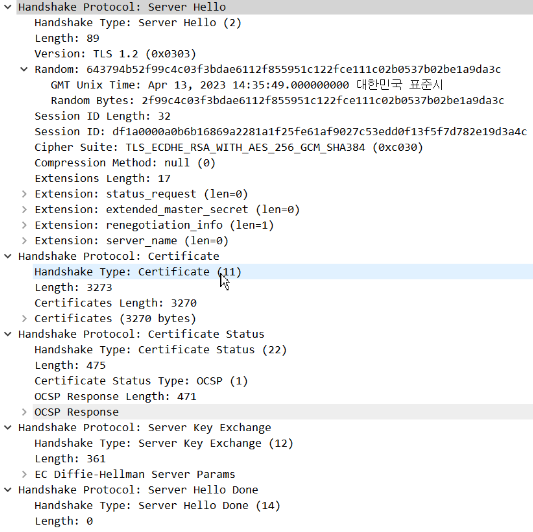 Handshake Protocol: Server Hello
Handshake Type: Server Hello (2)
Length: 89
Version: TLS 1.2 (0x0303)
Random: 643794b52f99c4c03f3bdae6112f855951c122fce111c02b0537b02be1a9da3c
GMT Unix Time: Apr 13, 2023 14:35:49.000000000 대한민국 표준시
Random Bytes: 2f99c4c03f3bdae6112f855951c122fce111c02b0537b02be1a9da3c
Session ID Length: 32
Session ID: df1a0000a0b6b16869a2281a1f25fe61af9027c53edd0f13f5f7d782e19d3a4c
Cipher Suite: TLS_ECDHE_RSA_WITH_AES_256_GCM_SHA384 (0xc030)
Compression Method: null (0)
Extensions Length: 17
Extension: status_request (len=0)
Extension: extended_master_secret (len=0)
Extension: renegotiation_info (len=1)
Extension: server_name (len=0)
Handshake Protocol: Certificate
Handshake Type: Certificate (11)
Length: 3273
Certificates Length: 3270
Certificates (3270 bytes)
Handshake Protocol: Certificate Status
Handshake Type: Certificate Status (22)
Length: 475
Certificate Status Type: OCSP (1)
OCSP Response Length: 471
OCSP Response
Handshake Protocol: Server Key Exchange
Handshake Type: Server Key Exchange (12)
Length: 361
EC Diffie-Hellman Server Params
Handshake Protocol: Server Hello Done
Handshake Type: Server Hello Done (14)
Length: 0